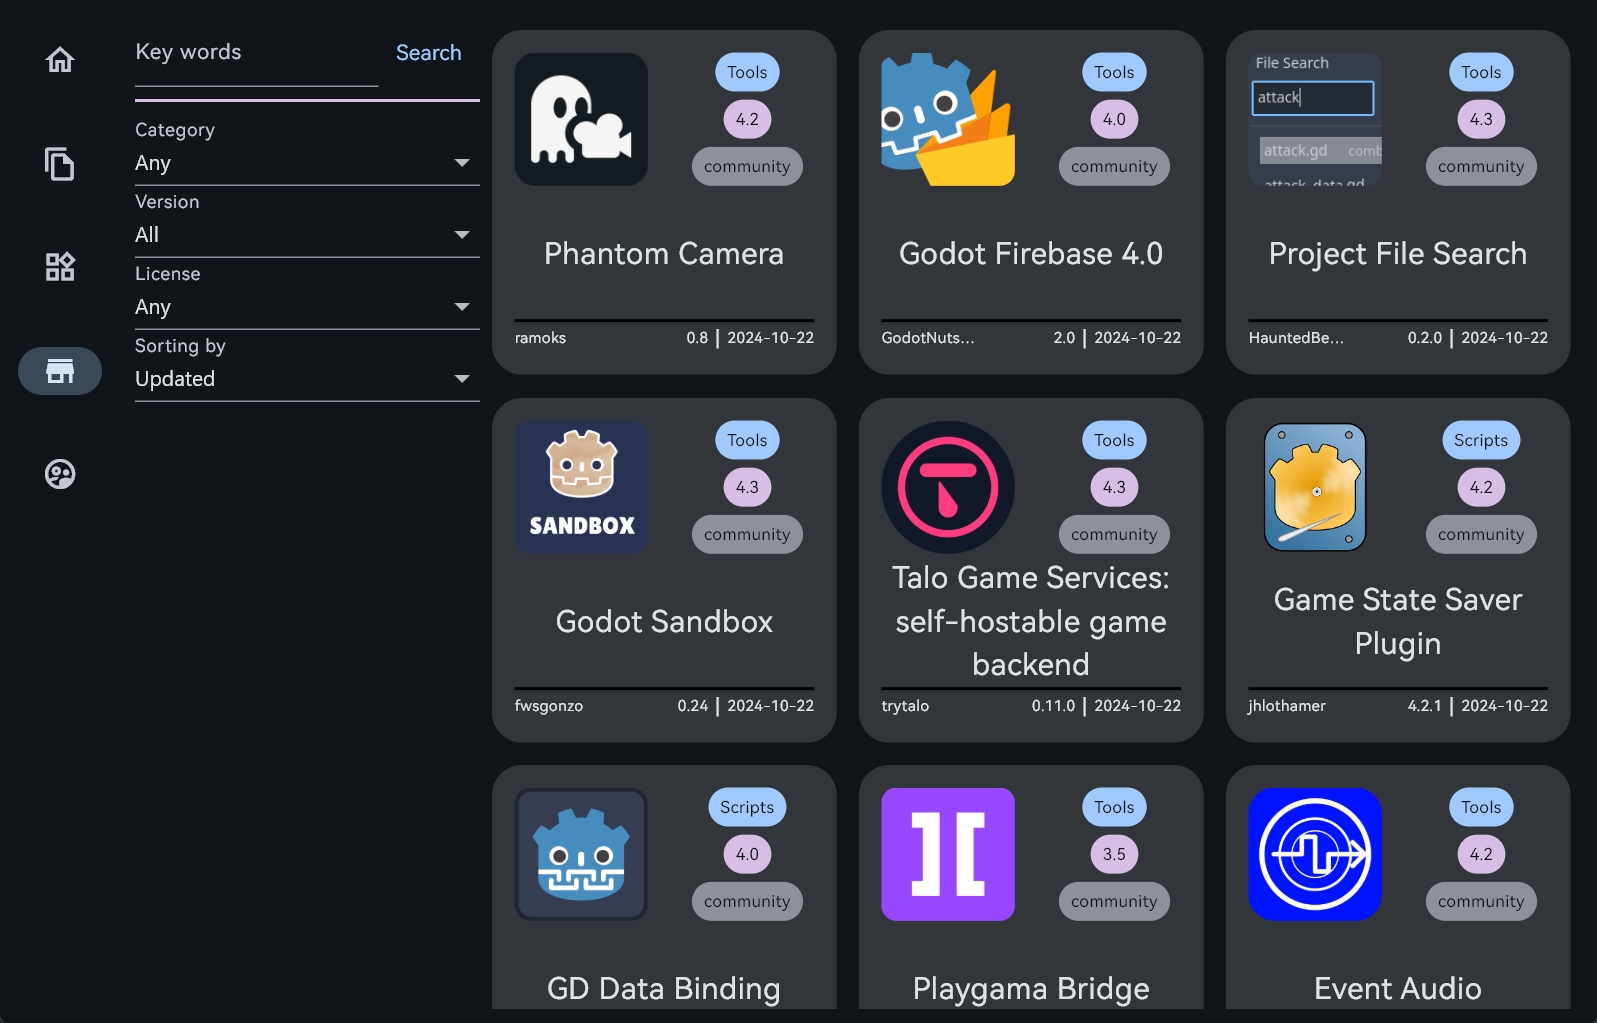 Key words
Search
Category
Any
Version
All
License
Any
Sorting by
Updated
Tools
4.2
community
Phantom Camera
ramoks 0.8 | 2024-10-22
Tools
4.0
community
Godot Firebase 4.0
GodotNuts... 2.0 | 2024-10-22
File Search
attack
attack.gd comb
attack_data.gd
Tools
4.3
community
Project File Search
HauntedBe... 0.2.0 | 2024-10-22
SANDBOX
Tools
4.3
community
Godot Sandbox
fwsgonzo 0.24 | 2024-10-22
Tools
4.3
community
Talo Game Services:
self-hostable game
backend
trytalo 0.11.0 | 2024-10-22
Scripts
4.2
community
Game State Saver
Plugin
jhlothamer 4.2.1 | 2024-10-22
Scripts
4.0
community
GD Data Binding
Tools
3.5
community
Playgama Bridge
Tools
4.2
community
Event Audio